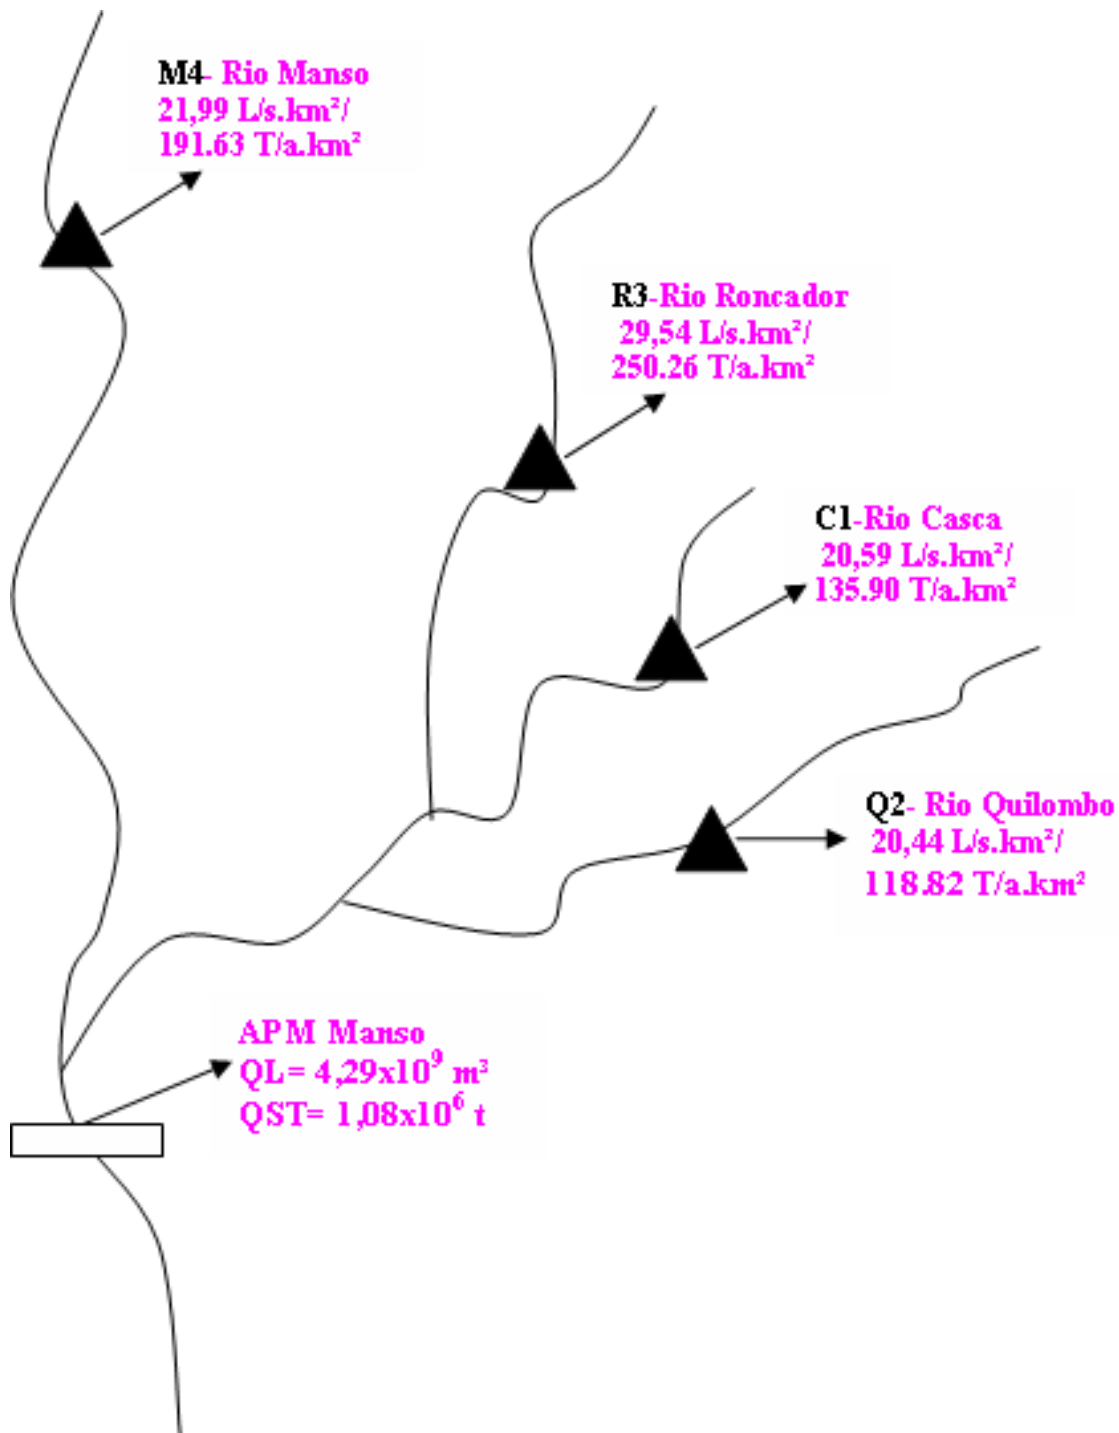 M4- Rio Manso
21,99 L/s.km²/
191.63 T/a.km²
R3-Rio Roncador
29,54 L/s.km²/
250.26 T/a.km²
C1-Rio Casca
20,59 L/s.km²/
135.90 T/a.km²
Q2- Rio Quilombo
20,44 L/s.km²/
118.82 T/a.km²
APM Manso
QL= 4,29x10⁹ m³
QST= 1,08x10⁶ t